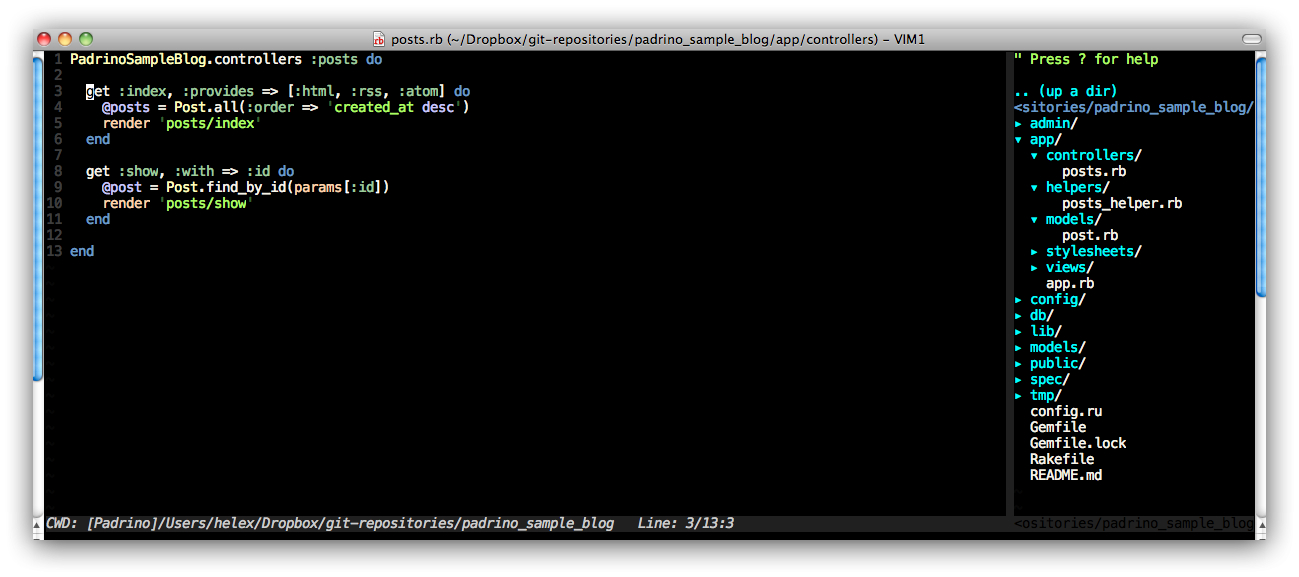 posts.rb (~/Dropbox/git-repositories/padrino_sample_blog/app/controllers) – VIM1
1 PadrinoSampleBlog.controllers :posts do
2
3   get :index, :provides => [:html, :rss, :atom] do
4     @posts = Post.all(:order => 'created_at desc')
5     render 'posts/index'
6   end
7
8   get :show, :with => :id do
9     @post = Post.find_by_id(params[:id])
10     render 'posts/show'
11   end
12
13 end
CWD: [Padrino]/Users/helex/Dropbox/git-repositories/padrino_sample_blog   Line: 3/13:3
" Press ? for help
.. (up a dir)
<sitories/padrino_sample_blog/
▸ admin/
▾ app/
▾ controllers/
posts.rb
▾ helpers/
posts_helper.rb
▾ models/
post.rb
▸ stylesheets/
▸ views/
app.rb
▸ config/
▸ db/
▸ lib/
▸ models/
▸ public/
▸ spec/
▸ tmp/
config.ru
Gemfile
Gemfile.lock
Rakefile
README.md
<ositories/padrino_sample_blog